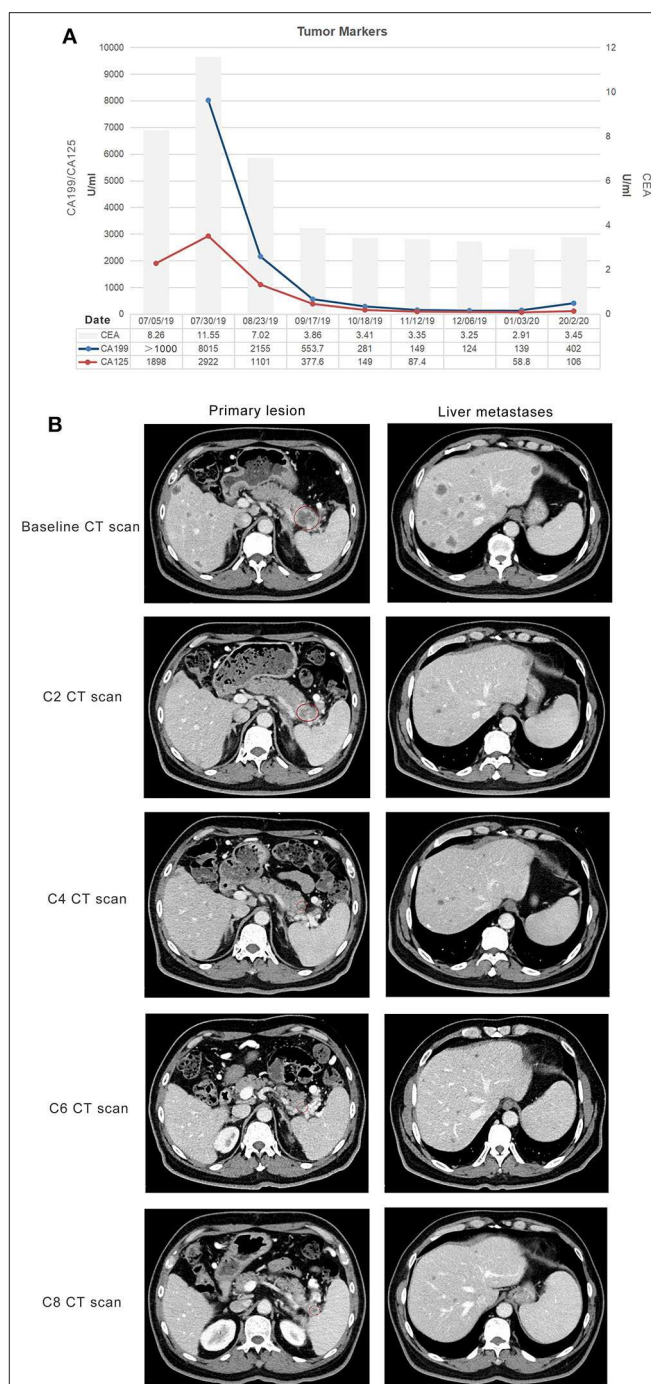 A
Tumor Markers
10000
9000
8000
7000
6000
5000
4000
3000
2000
1000
0
CA199/CA125
U/ml
12
10
8
6
4
2
0
U/ml
CEA
Date 07/05/19 07/30/19 08/23/19 09/17/19 10/18/19 11/12/19 12/06/19 01/03/20 20/2/20
CEA 8.26 11.55 7.02 3.86 3.41 3.35 3.25 2.91 3.45
CA199 >1000 8015 2155 553.7 281 149 124 139 402
CA125 1898 2922 1101 377.6 149 87.4 58.8 106
B
Primary lesion Liver metastases
Baseline CT scan
C2 CT scan
C4 CT scan
C6 CT scan
C8 CT scan